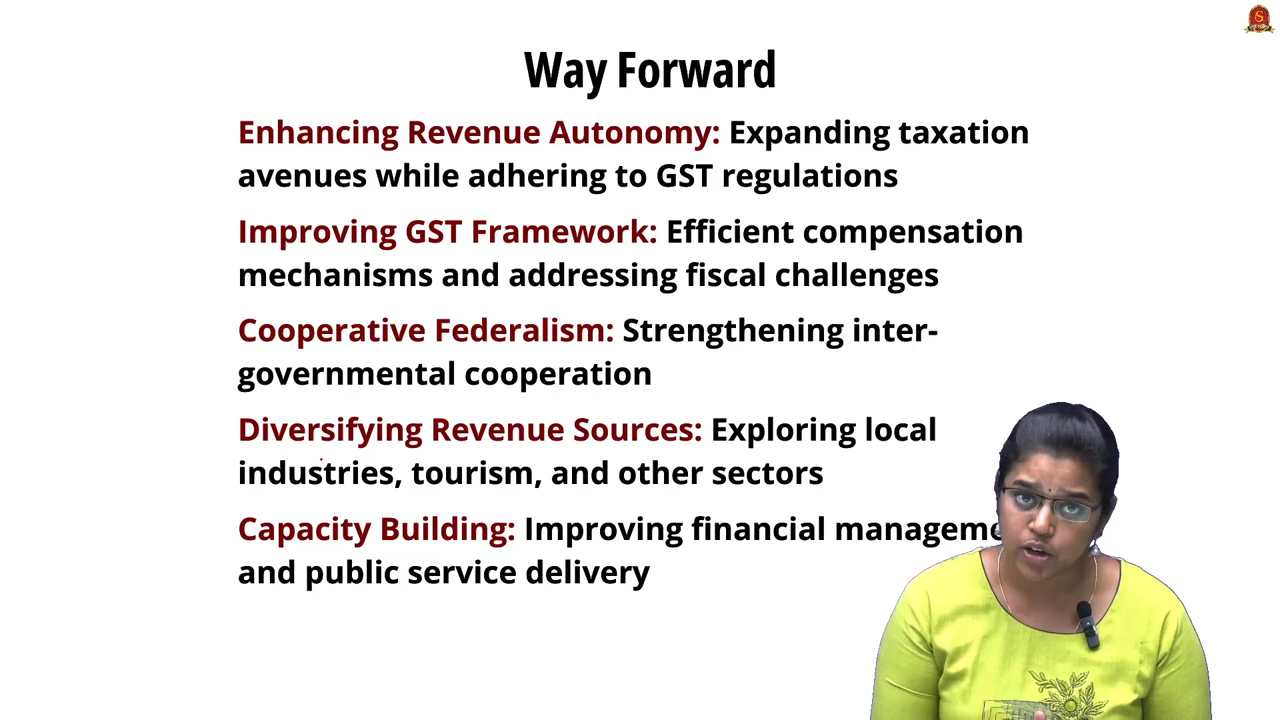 Way Forward
Enhancing Revenue Autonomy: Expanding taxation
avenues while adhering to GST regulations
Improving GST Framework: Efficient compensation
mechanisms and addressing fiscal challenges
Cooperative Federalism: Strengthening inter-
governmental cooperation
Diversifying Revenue Sources: Exploring local
industries, tourism, and other sectors
Capacity Building: Improving financial
and public service delivery